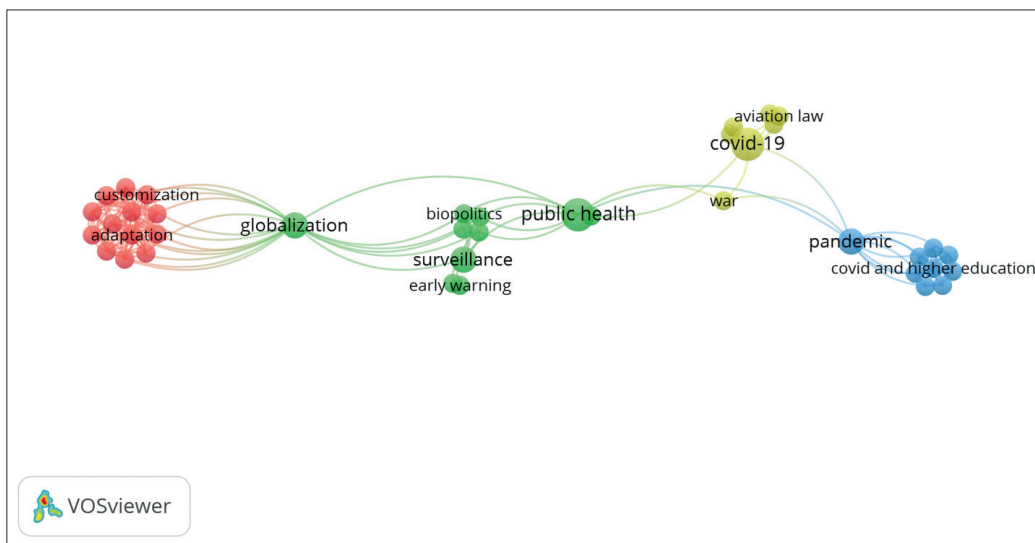 aviation law
covid-19
customization
war
biopolitics
public health
globalization
adaptation
pandemic
surveillance
covid and higher education
early warning
VOSviewer